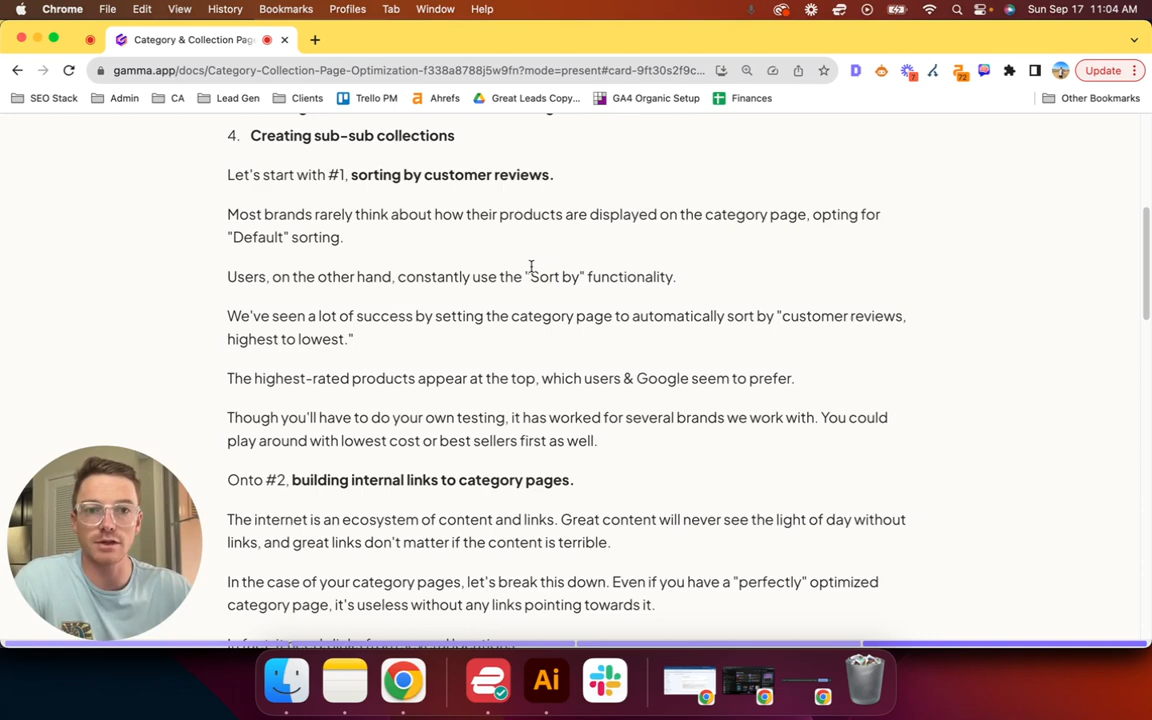 Chrome File Edit View History Bookmarks Profiles Tab Window Help Sun Sep 17 11:04 AM
Category & Collection Pag
gamma.app/docs/Category-Collection-Page-Optimization-f338a8788j5w9fn?mode=present#card-9ft30s2f9c... 7 72 Update
SEO Stack Admin CA Lead Gen Clients Trello PM Ahrefs Great Leads Copy... GA4 Organic Setup Finances Other Bookmarks
4. Creating sub-sub collections
Let's start with #1, sorting by customer reviews.
Most brands rarely think about how their products are displayed on the category page, opting for
"Default" sorting.
Users, on the other hand, constantly use the "Sort by" functionality.
We've seen a lot of success by setting the category page to automatically sort by "customer reviews,
highest to lowest."
The highest-rated products appear at the top, which users & Google seem to prefer.
Though you'll have to do your own testing, it has worked for several brands we work with. You could
play around with lowest cost or best sellers first as well.
Onto #2, building internal links to category pages.
The internet is an ecosystem of content and links. Great content will never see the light of day without
links, and great links don't matter if the content is terrible.
In the case of your category pages, let's break this down. Even if you have a "perfectly" optimized
category page, it's useless without any links pointing towards it.
Ai